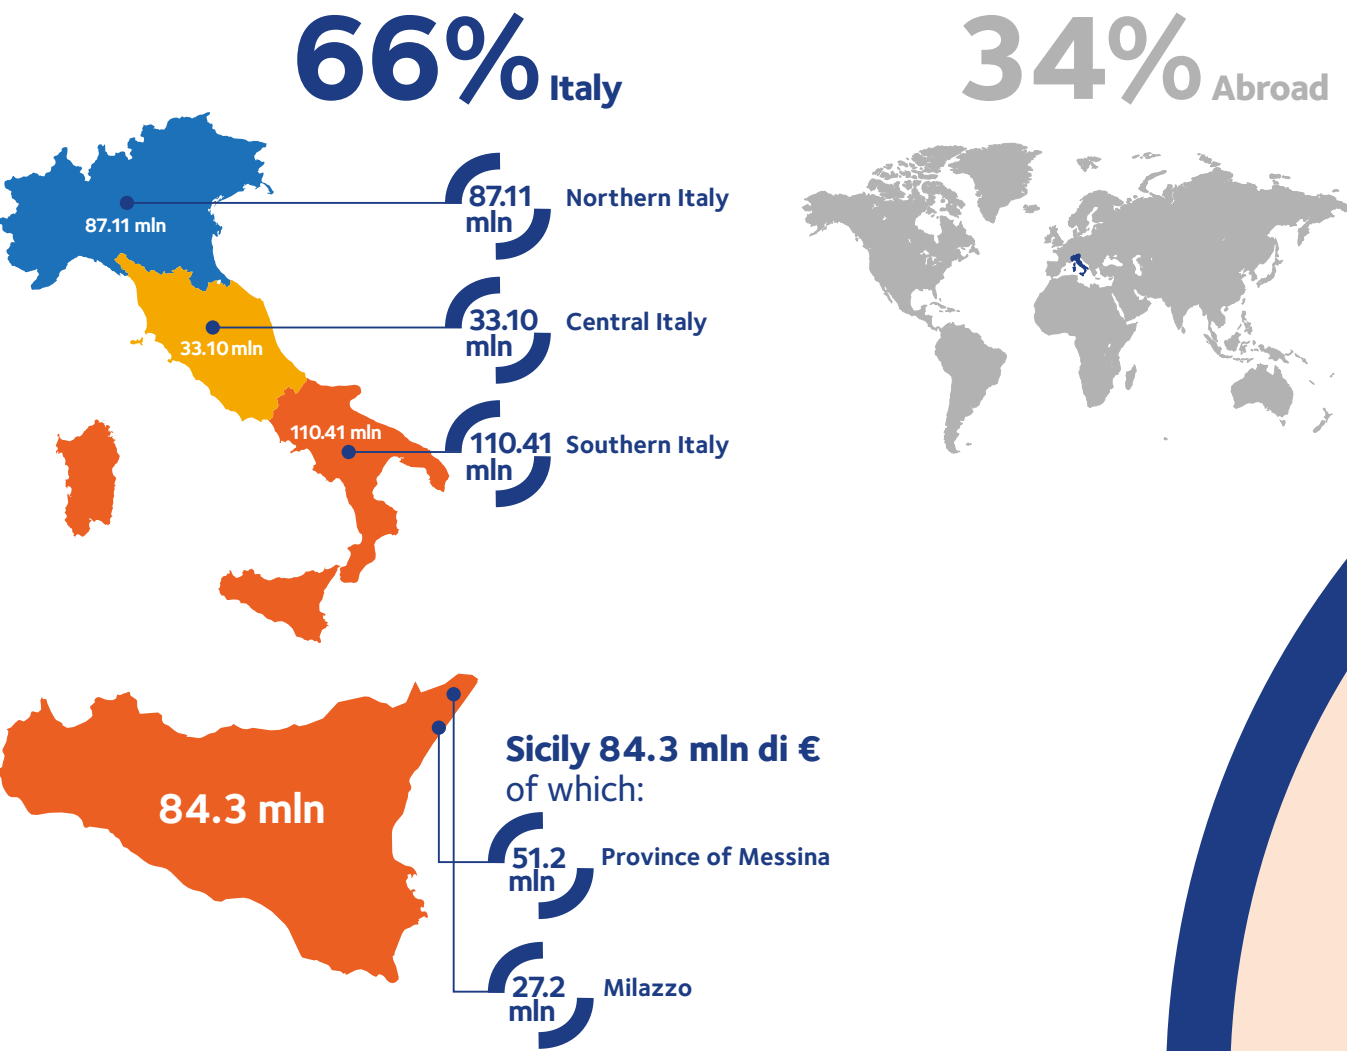 66% Italy
34% Abroad
87.11 mln
87.11
mln
Northern Italy
33.10 mln
33.10
mln
Central Italy
110.41 mln
110.41
mln
Southern Italy
84.3 mln
Sicily 84.3 mln di €
of which:
51.2
mln
Province of Messina
27.2
mln
Milazzo